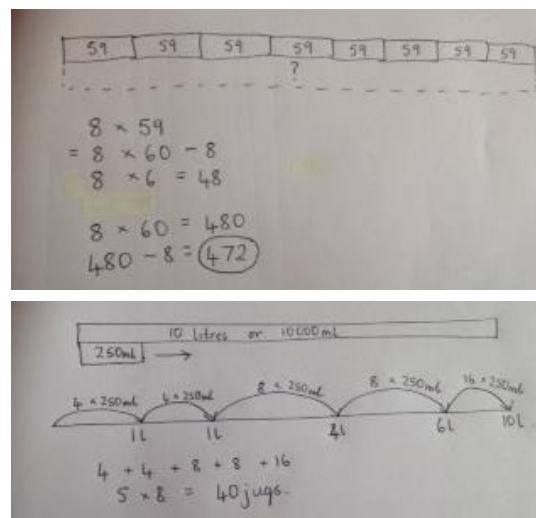 59 59 59 59 59 59 59 59
?
8 × 59
= 8 × 60 - 8
8 × 6 = 48
8 × 60 = 480
480 - 8 = 472
10 litres or 10000ml
250ml
4 × 250ml 4 × 250ml 8 × 250ml 8 × 250ml 16 × 250ml
1L 1L 4L 6L 10L
4 + 4 + 8 + 8 + 16
5 × 8 = 40 jugs.